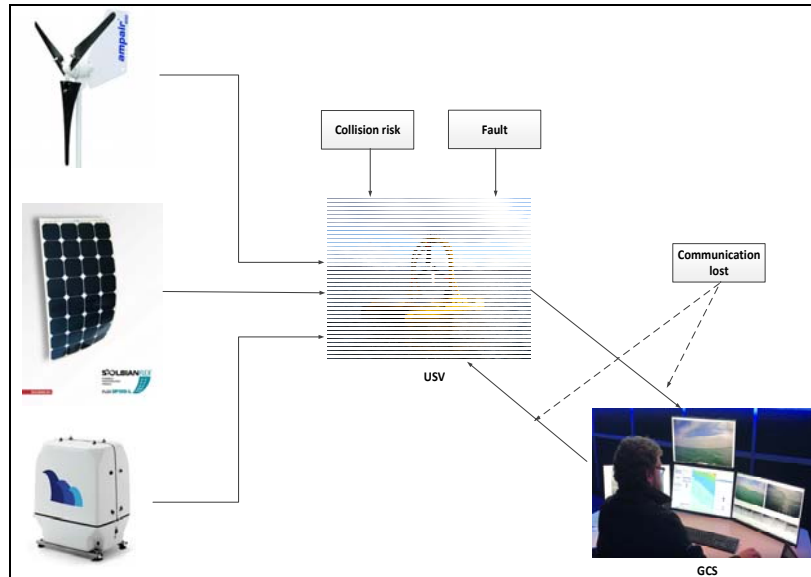 ampair
Collision risk
Fault
Communication
lost
SOLBIANFLEX
USV
GCS